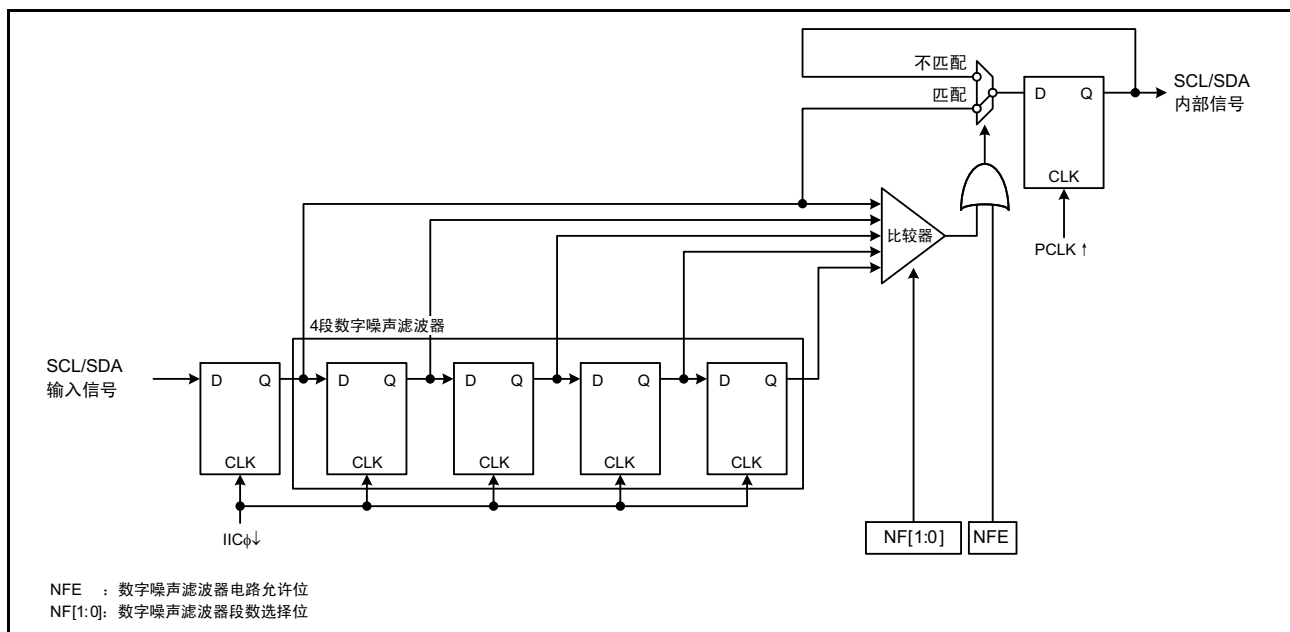 不匹配
匹配
D Q
CLK
PCLK↑
SCL/SDA
内部信号
比较器
4段数字噪声滤波器
SCL/SDA
输入信号
D Q
CLK
D Q
CLK
D Q
CLK
D Q
CLK
D Q
CLK
IICφ↓
NF[1:0]
NFE
NFE ：数字噪声滤波器电路允许位
NF[1:0]：数字噪声滤波器段数选择位